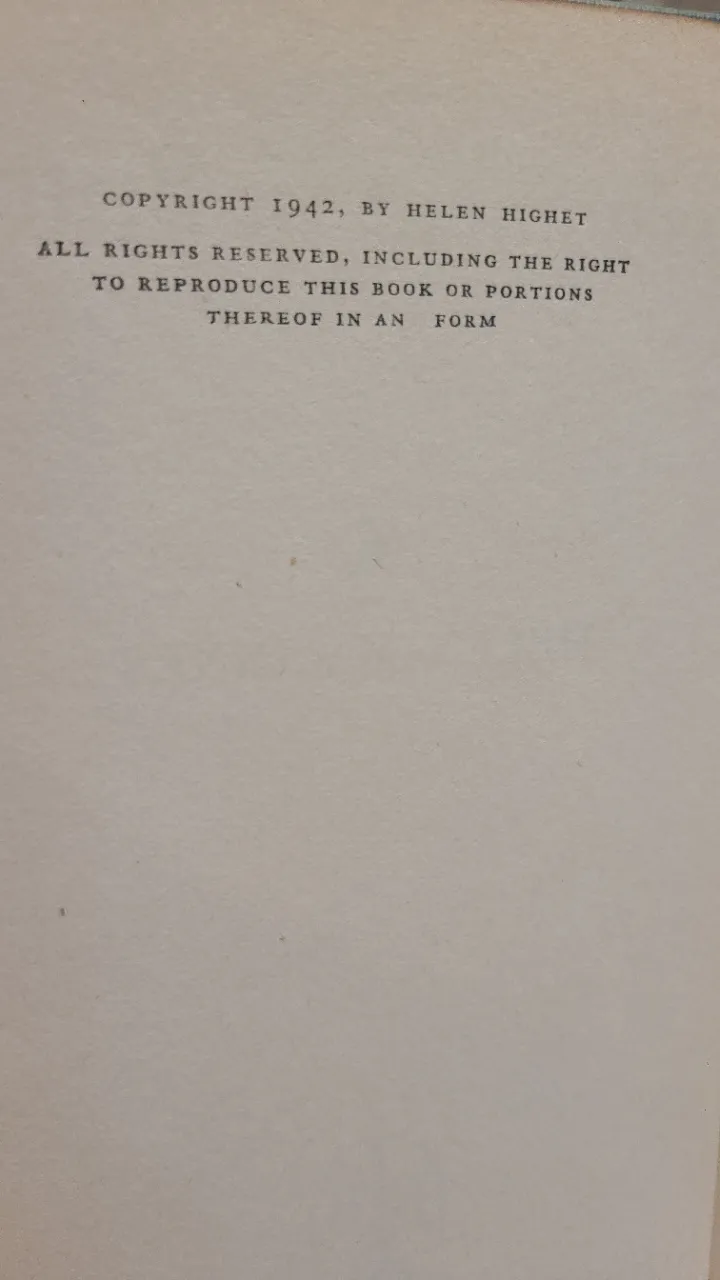 COPYRIGHT 1942, BY HELEN HIGHET
ALL RIGHTS RESERVED, INCLUDING THE RIGHT
TO REPRODUCE THIS BOOK OR PORTIONS
THEREOF IN AN FORM